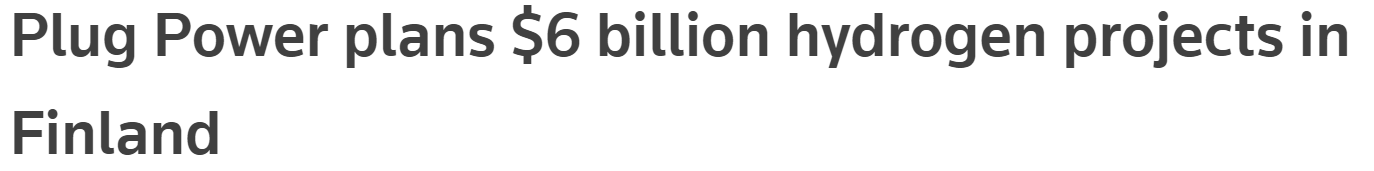 Plug Power plans $6 billion hydrogen projects in
Finland